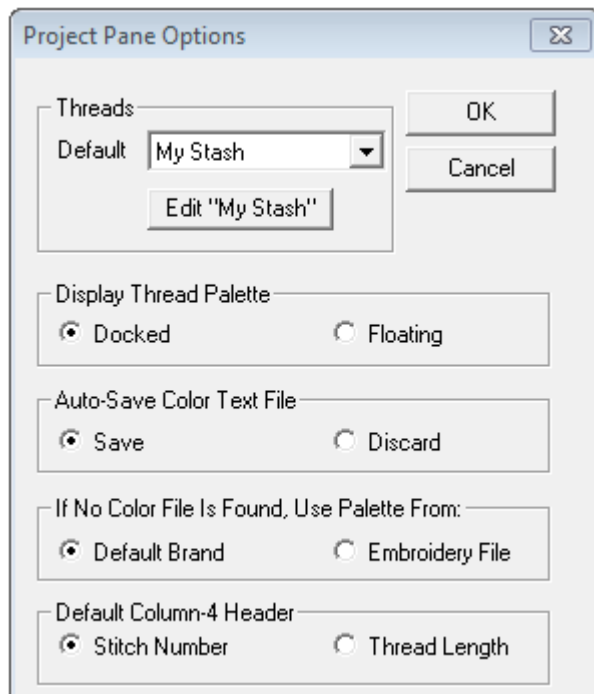 Project Pane Options
Threads
OK
Default My Stash
Cancel
Edit "My Stash"
Display Thread Palette
Docked Floating
Auto-Save Color Text File
Save Discard
If No Color File Is Found, Use Palette From:
Default Brand Embroidery File
Default Column-4 Header
Stitch Number Thread Length